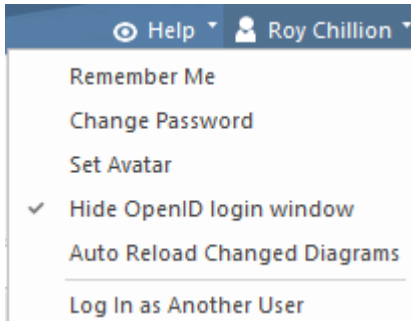 Help Roy Chillion
Remember Me
Change Password
Set Avatar
Hide OpenID login window
Auto Reload Changed Diagrams
Log In as Another User